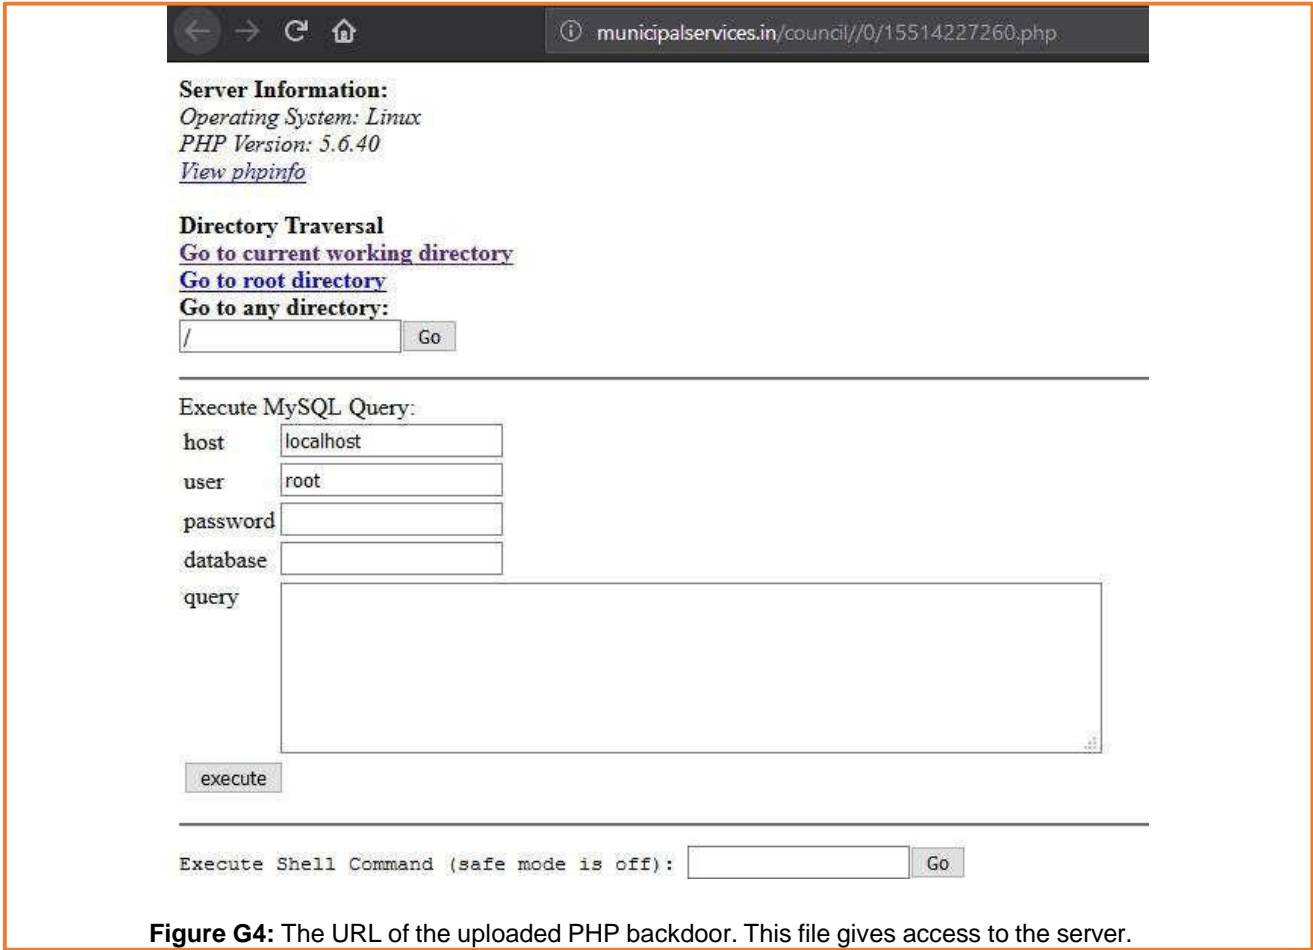 municipalservices.in/council//0/15514227260.php
Server Information:
Operating System: Linux
PHP Version: 5.6.40
View phpinfo
Directory Traversal
Go to current working directory
Go to root directory
Go to any directory:
/ Go
Execute MySQL Query:
host localhost
user root
password
database
query
execute
Execute Shell Command (safe mode is off): Go
Figure G4: The URL of the uploaded PHP backdoor. This file gives access to the server.